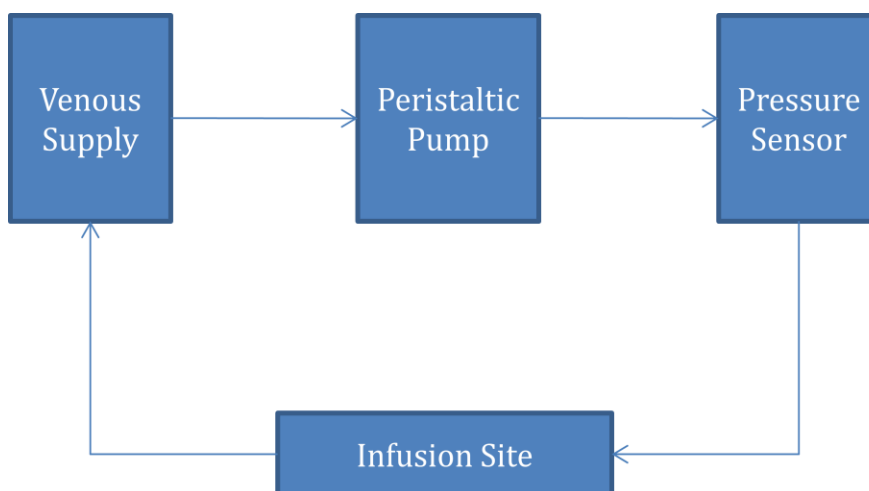 Venous
Supply
Peristaltic
Pump
Pressure
Sensor
Infusion Site